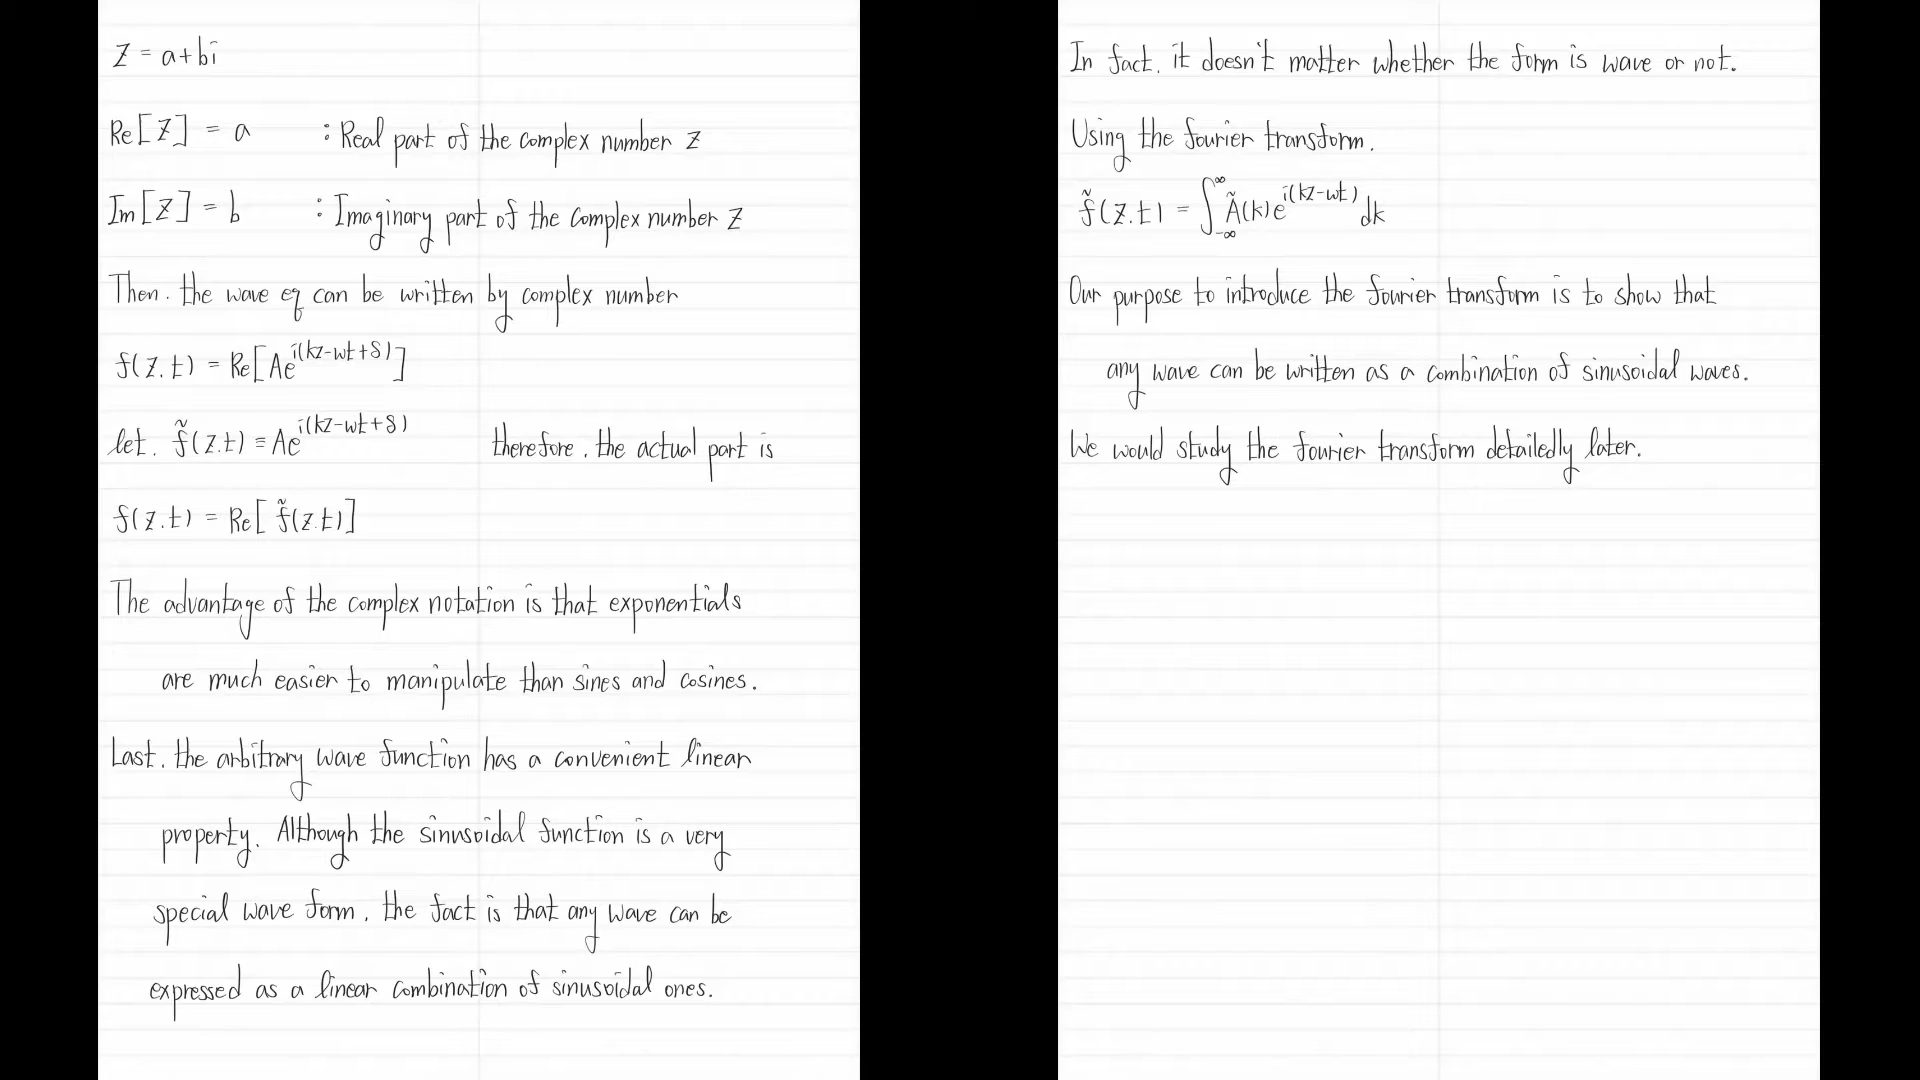 Z = a+bi
Re[Z] = a : Real part of the complex number Z
Im[Z] = b : Imaginary part of the complex number Z
Then. the wave eq can be written by complex number
f(z.t) = Re[Ae^{i(kz-wt+δ)}]
let. f̃(z.t) ≡ Ae^{i(kz-wt+δ)} therefore. the actual part is
f(z.t) = Re[f̃(z.t)]
The advantage of the complex notation is that exponentials
are much easier to manipulate than sines and cosines.
Last. the arbitrary wave function has a convenient linear
property. Although the sinusoidal function is a very
special wave form. the fact is that any wave can be
expressed as a linear combination of sinusoidal ones.
In fact. it doesn't matter whether the form is wave or not.
Using the fourier transform.
f̃(z.t) = ∫_{-∞}^{∞} Ã(k)e^{i(kz-wt)}dk
Our purpose to introduce the fourier transform is to show that
any wave can be written as a combination of sinusoidal waves.
We would study the fourier transform detailedly later.